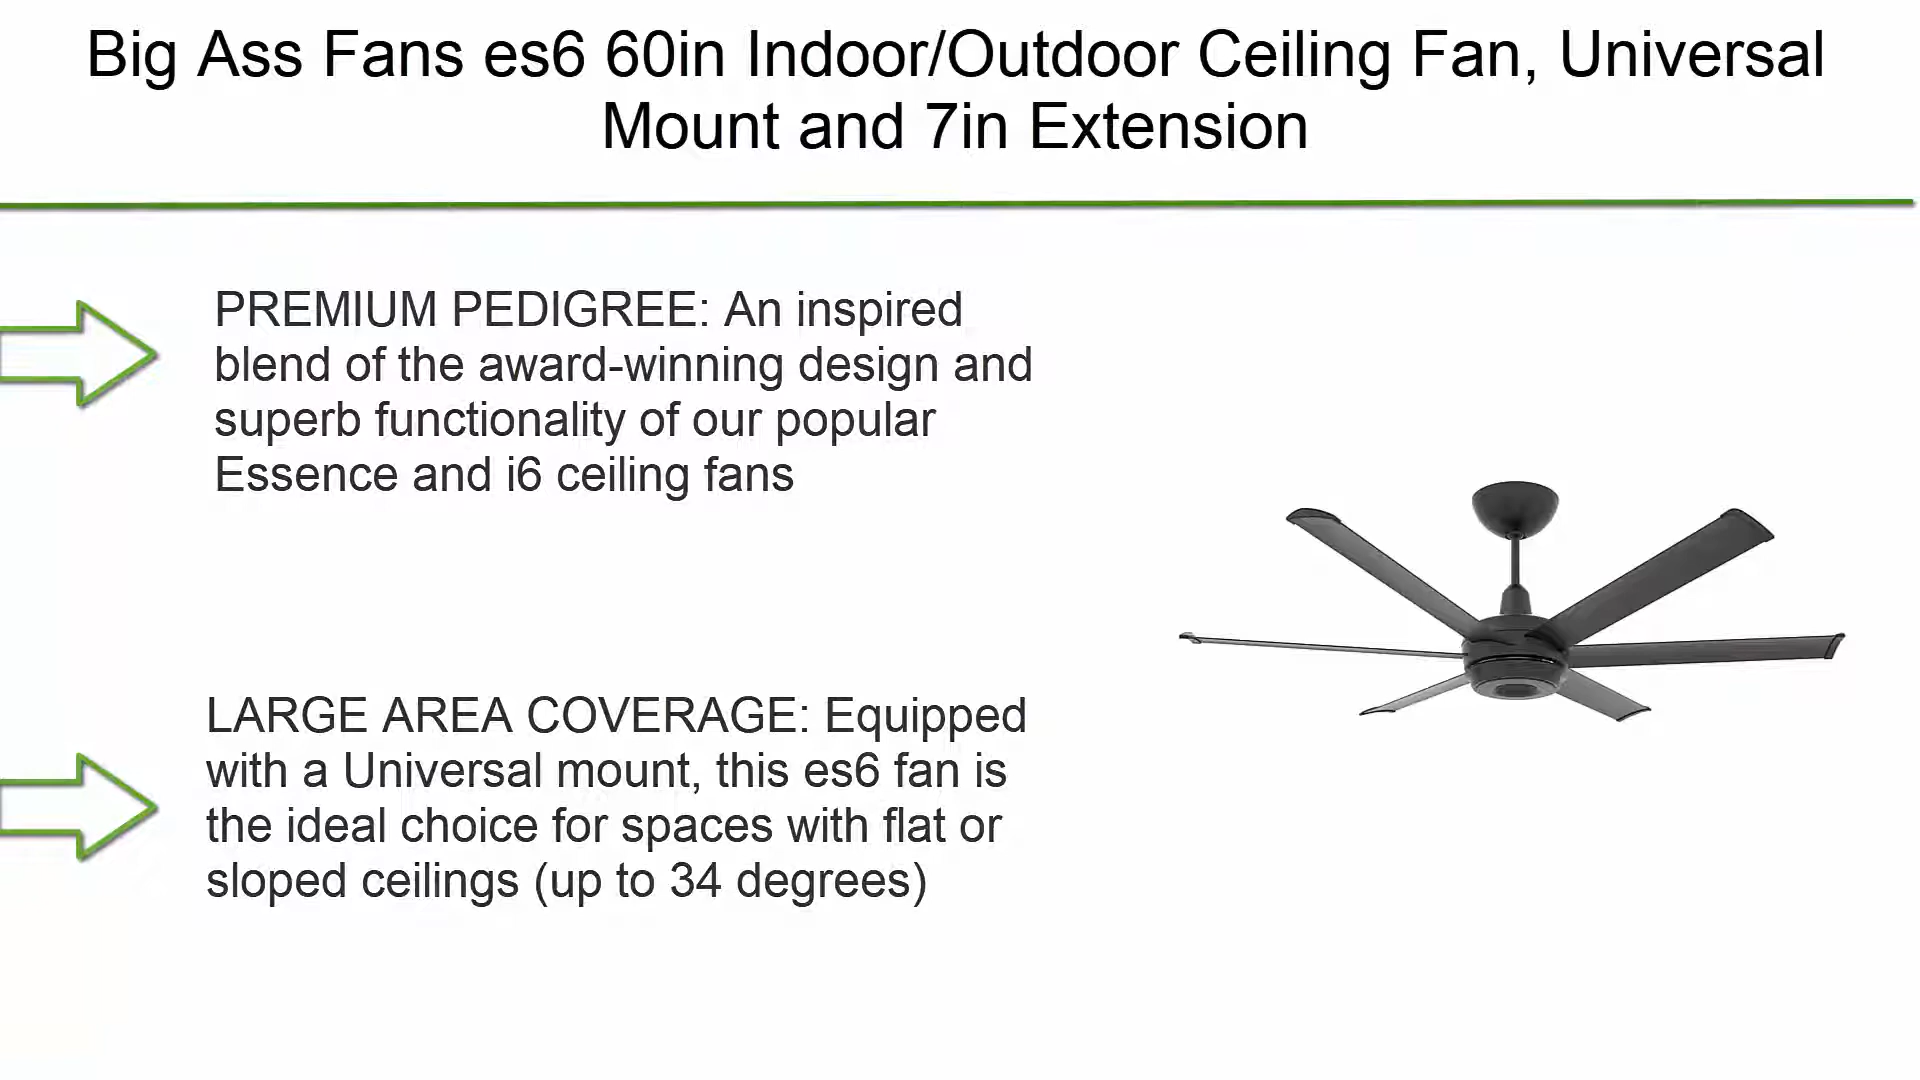 Big Ass Fans es6 60in Indoor/Outdoor Ceiling Fan, Universal
Mount and 7in Extension
PREMIUM PEDIGREE: An inspired
blend of the award-winning design and
superb functionality of our popular
Essence and i6 ceiling fans
LARGE AREA COVERAGE: Equipped
with a Universal mount, this es6 fan is
the ideal choice for spaces with flat or
sloped ceilings (up to 34 degrees)